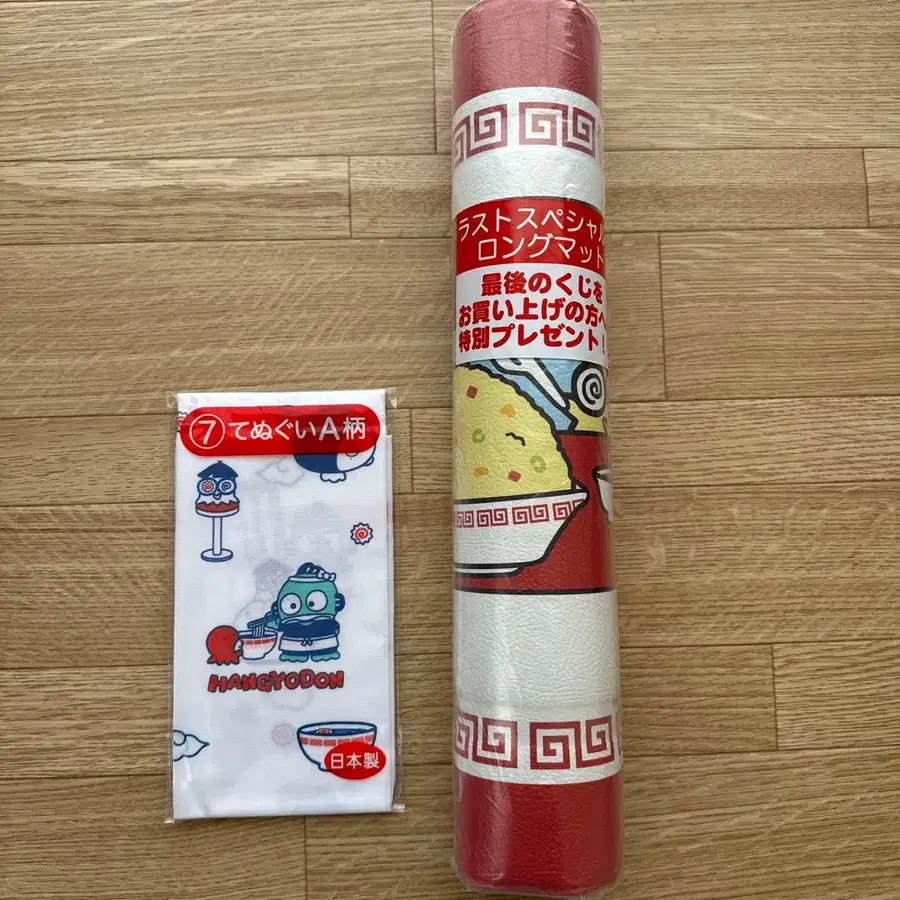 ⑦てぬぐいA柄
HANGYODON
日本製
ラストスペシャル
ロングマット
最後のくじを
お買い上げの方へ
特別プレゼント!